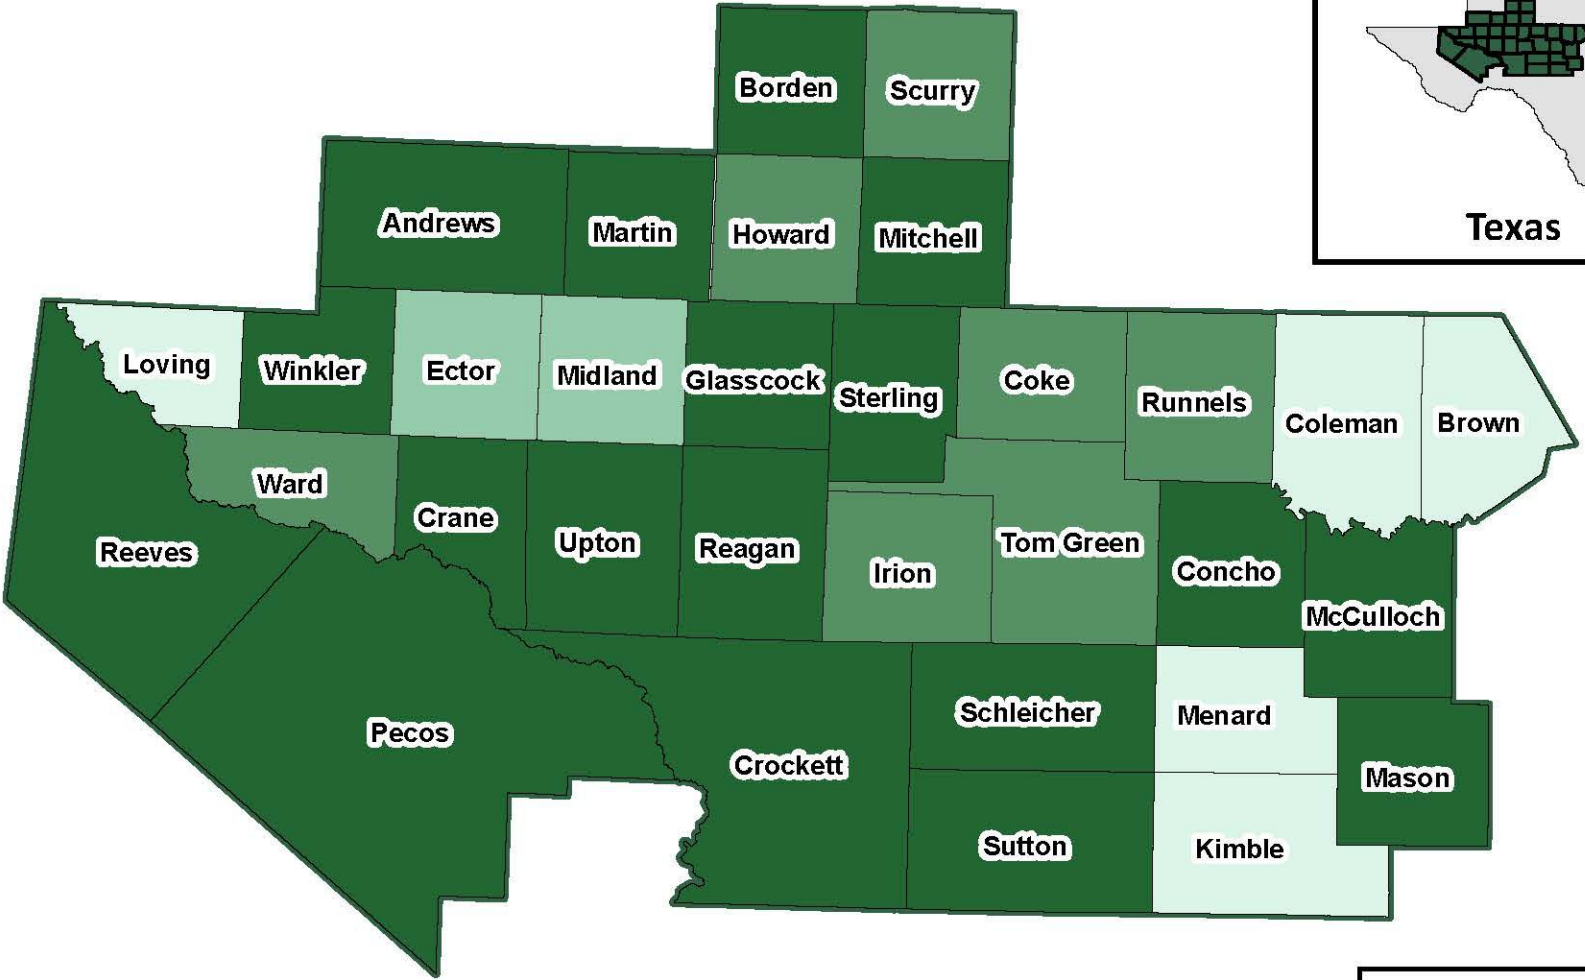 Borden
Scurry
Texas
Andrews
Martin
Howard
Mitchell
Loving
Winkler
Ector
Midland
Glasscock
Sterling
Coke
Runnels
Coleman
Brown
Ward
Crane
Upton
Reagan
Irion
Tom Green
Concho
McCulloch
Reeves
Pecos
Crockett
Schleicher
Menard
Mason
Sutton
Kimble